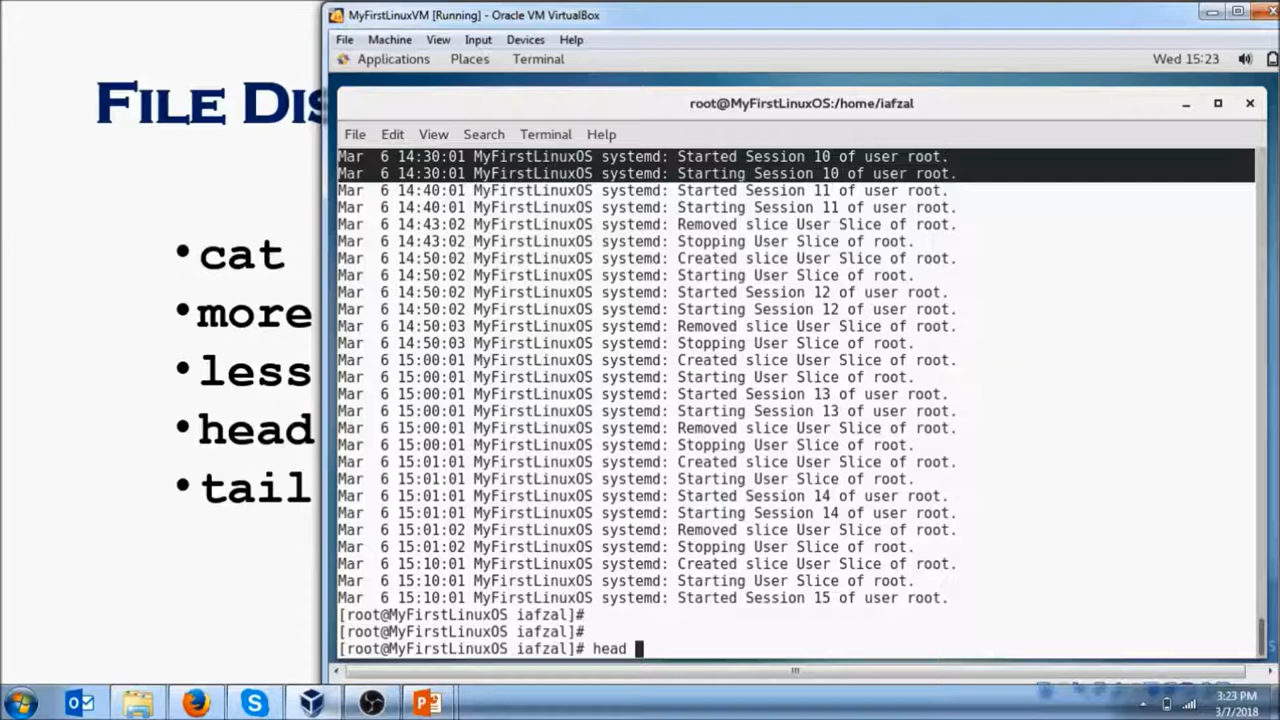 MyFirstLinuxVM [Running] - Oracle VM VirtualBox
File Machine View Input Devices Help
Applications Places Terminal Wed 15:23
FILE DIS
root@MyFirstLinuxOS:/home/iafzal
File Edit View Search Terminal Help
Mar 6 14:30:01 MyFirstLinuxOS systemd: Started Session 10 of user root.
Mar 6 14:30:01 MyFirstLinuxOS systemd: Starting Session 10 of user root.
Mar 6 14:40:01 MyFirstLinuxOS systemd: Started Session 11 of user root.
Mar 6 14:40:01 MyFirstLinuxOS systemd: Starting Session 11 of user root.
Mar 6 14:43:02 MyFirstLinuxOS systemd: Removed slice User Slice of root.
Mar 6 14:43:02 MyFirstLinuxOS systemd: Stopping User Slice of root.
Mar 6 14:50:02 MyFirstLinuxOS systemd: Created slice User Slice of root.
Mar 6 14:50:02 MyFirstLinuxOS systemd: Starting User Slice of root.
Mar 6 14:50:02 MyFirstLinuxOS systemd: Started Session 12 of user root.
Mar 6 14:50:02 MyFirstLinuxOS systemd: Starting Session 12 of user root.
Mar 6 14:50:03 MyFirstLinuxOS systemd: Removed slice User Slice of root.
Mar 6 14:50:03 MyFirstLinuxOS systemd: Stopping User Slice of root.
Mar 6 15:00:01 MyFirstLinuxOS systemd: Created slice User Slice of root.
Mar 6 15:00:01 MyFirstLinuxOS systemd: Starting User Slice of root.
Mar 6 15:00:01 MyFirstLinuxOS systemd: Started Session 13 of user root.
Mar 6 15:00:01 MyFirstLinuxOS systemd: Starting Session 13 of user root.
Mar 6 15:00:01 MyFirstLinuxOS systemd: Removed slice User Slice of root.
Mar 6 15:00:01 MyFirstLinuxOS systemd: Stopping User Slice of root.
Mar 6 15:01:01 MyFirstLinuxOS systemd: Created slice User Slice of root.
Mar 6 15:01:01 MyFirstLinuxOS systemd: Starting User Slice of root.
Mar 6 15:01:01 MyFirstLinuxOS systemd: Started Session 14 of user root.
Mar 6 15:01:01 MyFirstLinuxOS systemd: Starting Session 14 of user root.
Mar 6 15:01:02 MyFirstLinuxOS systemd: Removed slice User Slice of root.
Mar 6 15:01:02 MyFirstLinuxOS systemd: Stopping User Slice of root.
Mar 6 15:10:01 MyFirstLinuxOS systemd: Created slice User Slice of root.
Mar 6 15:10:01 MyFirstLinuxOS systemd: Starting User Slice of root.
Mar 6 15:10:01 MyFirstLinuxOS systemd: Started Session 15 of user root.
[root@MyFirstLinuxOS iafzal]#
[root@MyFirstLinuxOS iafzal]#
[root@MyFirstLinuxOS iafzal]# head
•cat
•more
•less
•head
•tail
3:23 PM
3/7/2018